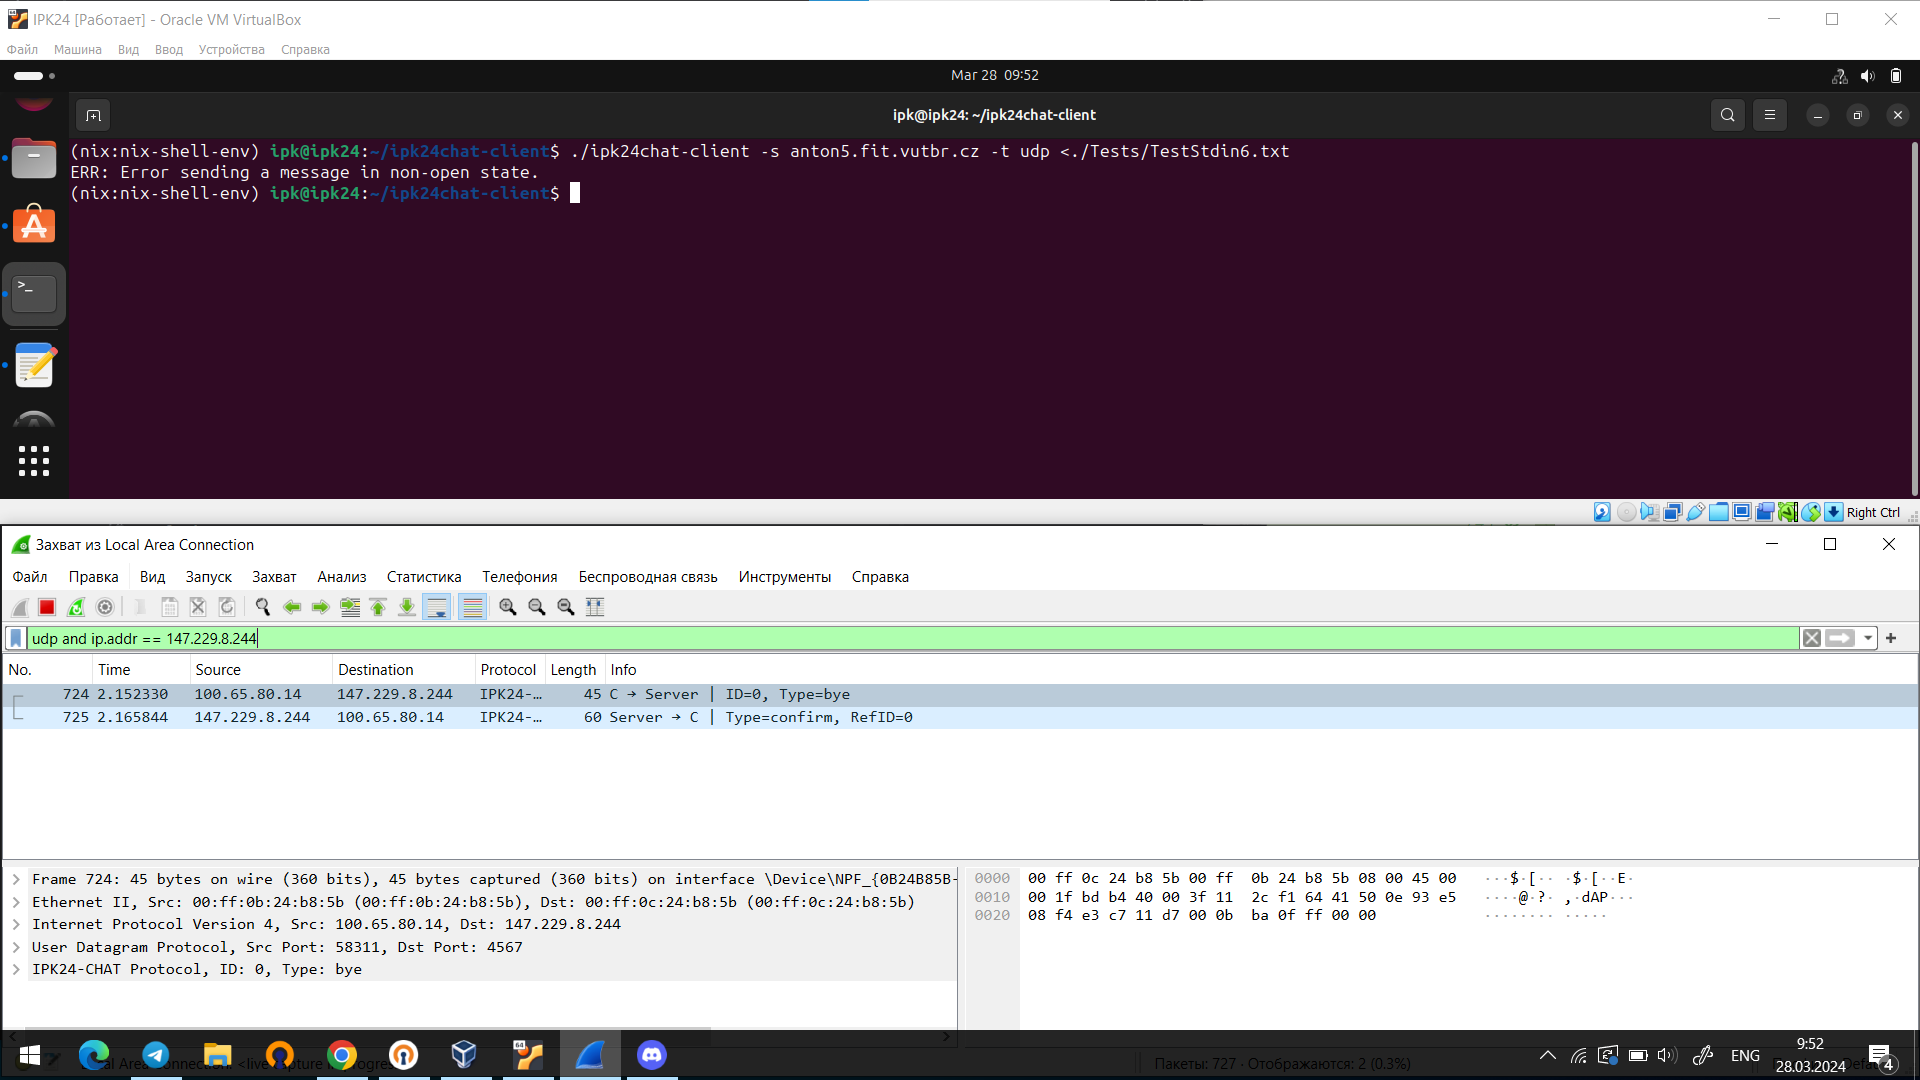 IPK24 [Работает] - Oracle VM VirtualBox
Файл Машина Вид Ввод Устройства Справка
Mar 28 09:52
ipk@ipk24: ~/ipk24chat-client
(nix:nix-shell-env) ipk@ipk24:~/ipk24chat-client$ ./ipk24chat-client -s anton5.fit.vutbr.cz -t udp <./Tests/TestStdin6.txt
ERR: Error sending a message in non-open state.
(nix:nix-shell-env) ipk@ipk24:~/ipk24chat-client$
Right Ctrl
Захват из Local Area Connection
Файл Правка Вид Запуск Захват Анализ Статистика Телефония Беспроводная связь Инструменты Справка
udp and ip.addr == 147.229.8.244
No. Time Source Destination Protocol Length Info
724 2.152330 100.65.80.14 147.229.8.244 IPK24-… 45 C → Server | ID=0, Type=bye
725 2.165844 147.229.8.244 100.65.80.14 IPK24-… 60 Server → C | Type=confirm, RefID=0
Frame 724: 45 bytes on wire (360 bits), 45 bytes captured (360 bits) on interface \Device\NPF_{0B24B85B-
Ethernet II, Src: 00:ff:0b:24:b8:5b (00:ff:0b:24:b8:5b), Dst: 00:ff:0c:24:b8:5b (00:ff:0c:24:b8:5b)
Internet Protocol Version 4, Src: 100.65.80.14, Dst: 147.229.8.244
User Datagram Protocol, Src Port: 58311, Dst Port: 4567
IPK24-CHAT Protocol, ID: 0, Type: bye
0000 00 ff 0c 24 b8 5b 00 ff 0b 24 b8 5b 08 00 45 00 ···$·[·· ·$·[··E·
0010 00 1f bd b4 40 00 3f 11 2c f1 64 41 50 0e 93 e5 ····@·?· ,·dAP···
0020 08 f4 e3 c7 11 d7 00 0b ba 0f ff 00 00 ········ ·····
Local Area Connection: <live capture in progress>
Пакеты: 727 · Отображаются: 2 (0.3%)
ENG
9:52
28.03.2024
4